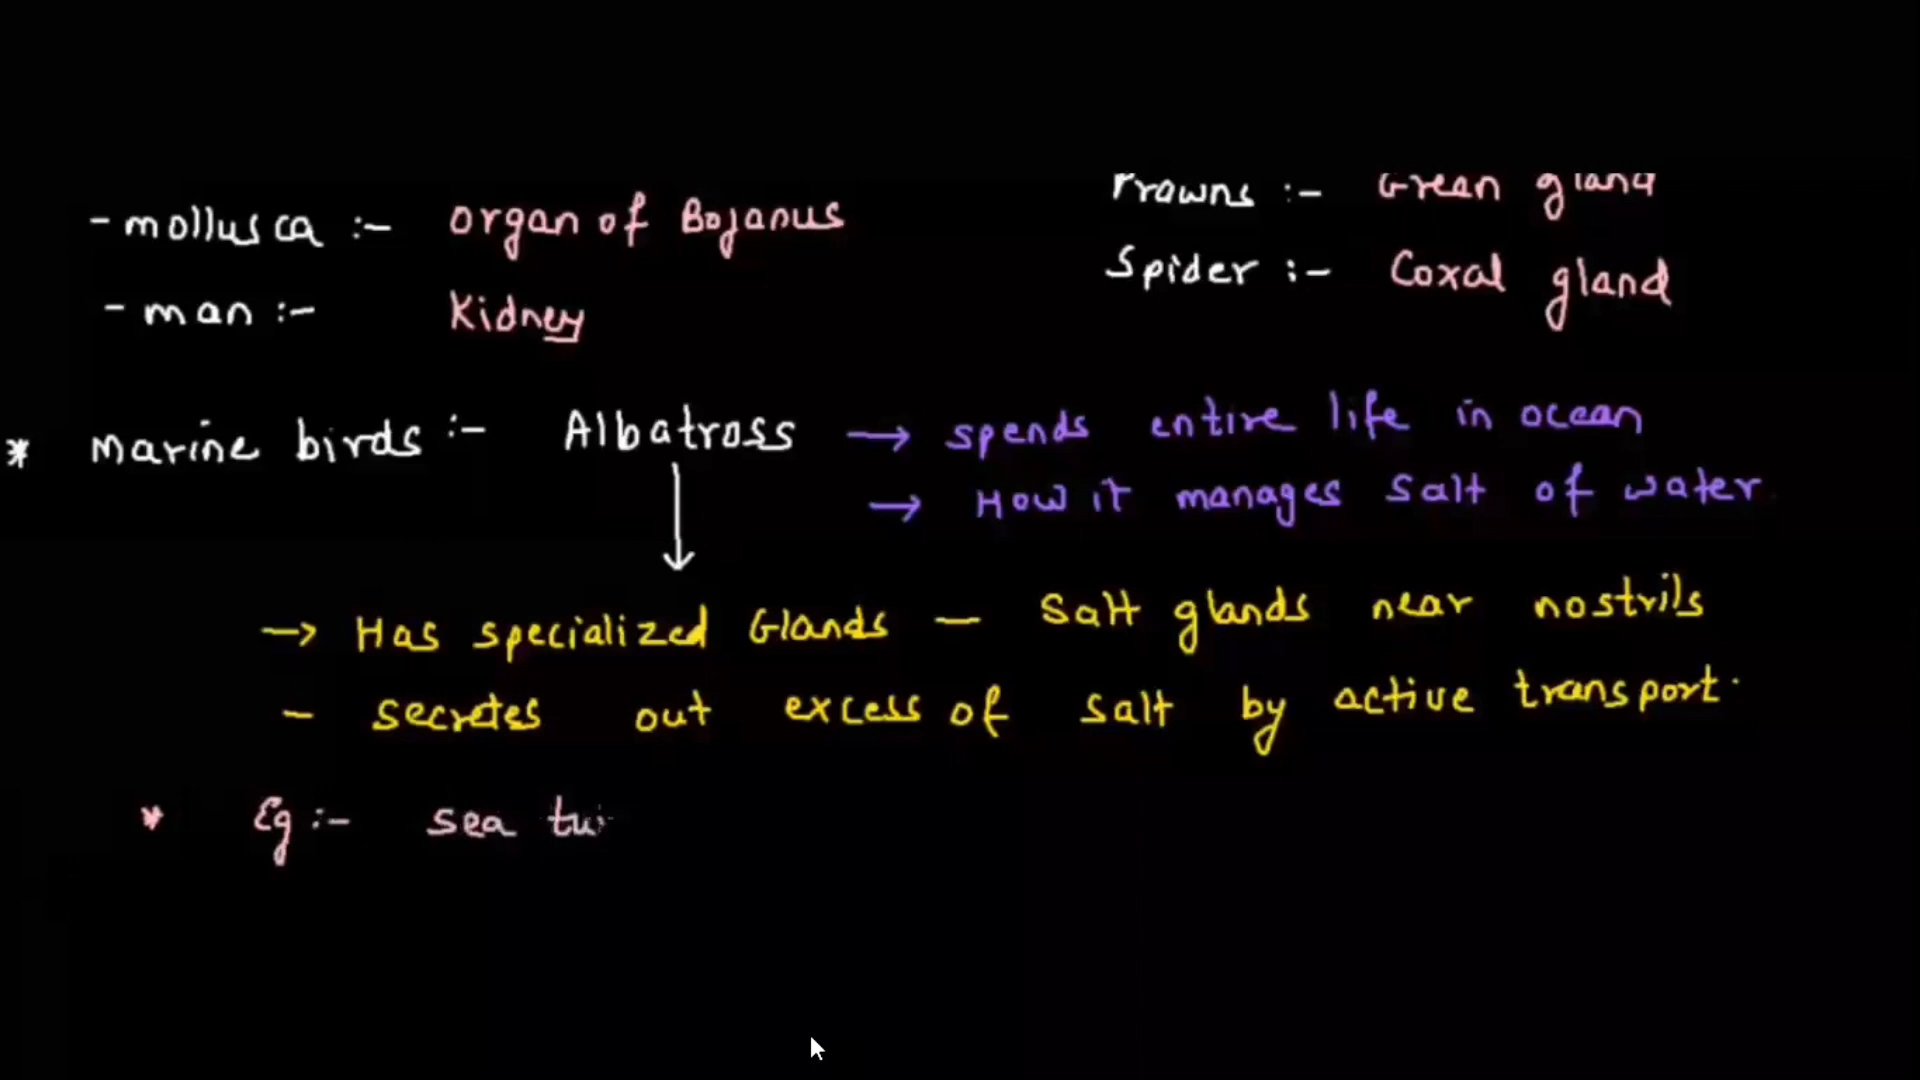 Prawns :- Green gland
- mollusca :- organ of Bojanus
Spider :- Coxal gland
- man :- Kidney
* Marine birds :- Albatross → spends entire life in ocean
→ How it manages salt of water
→ Has specialized Glands - Salt glands near nostrils
- secretes out excess of salt by active transport.
* Eg :- sea